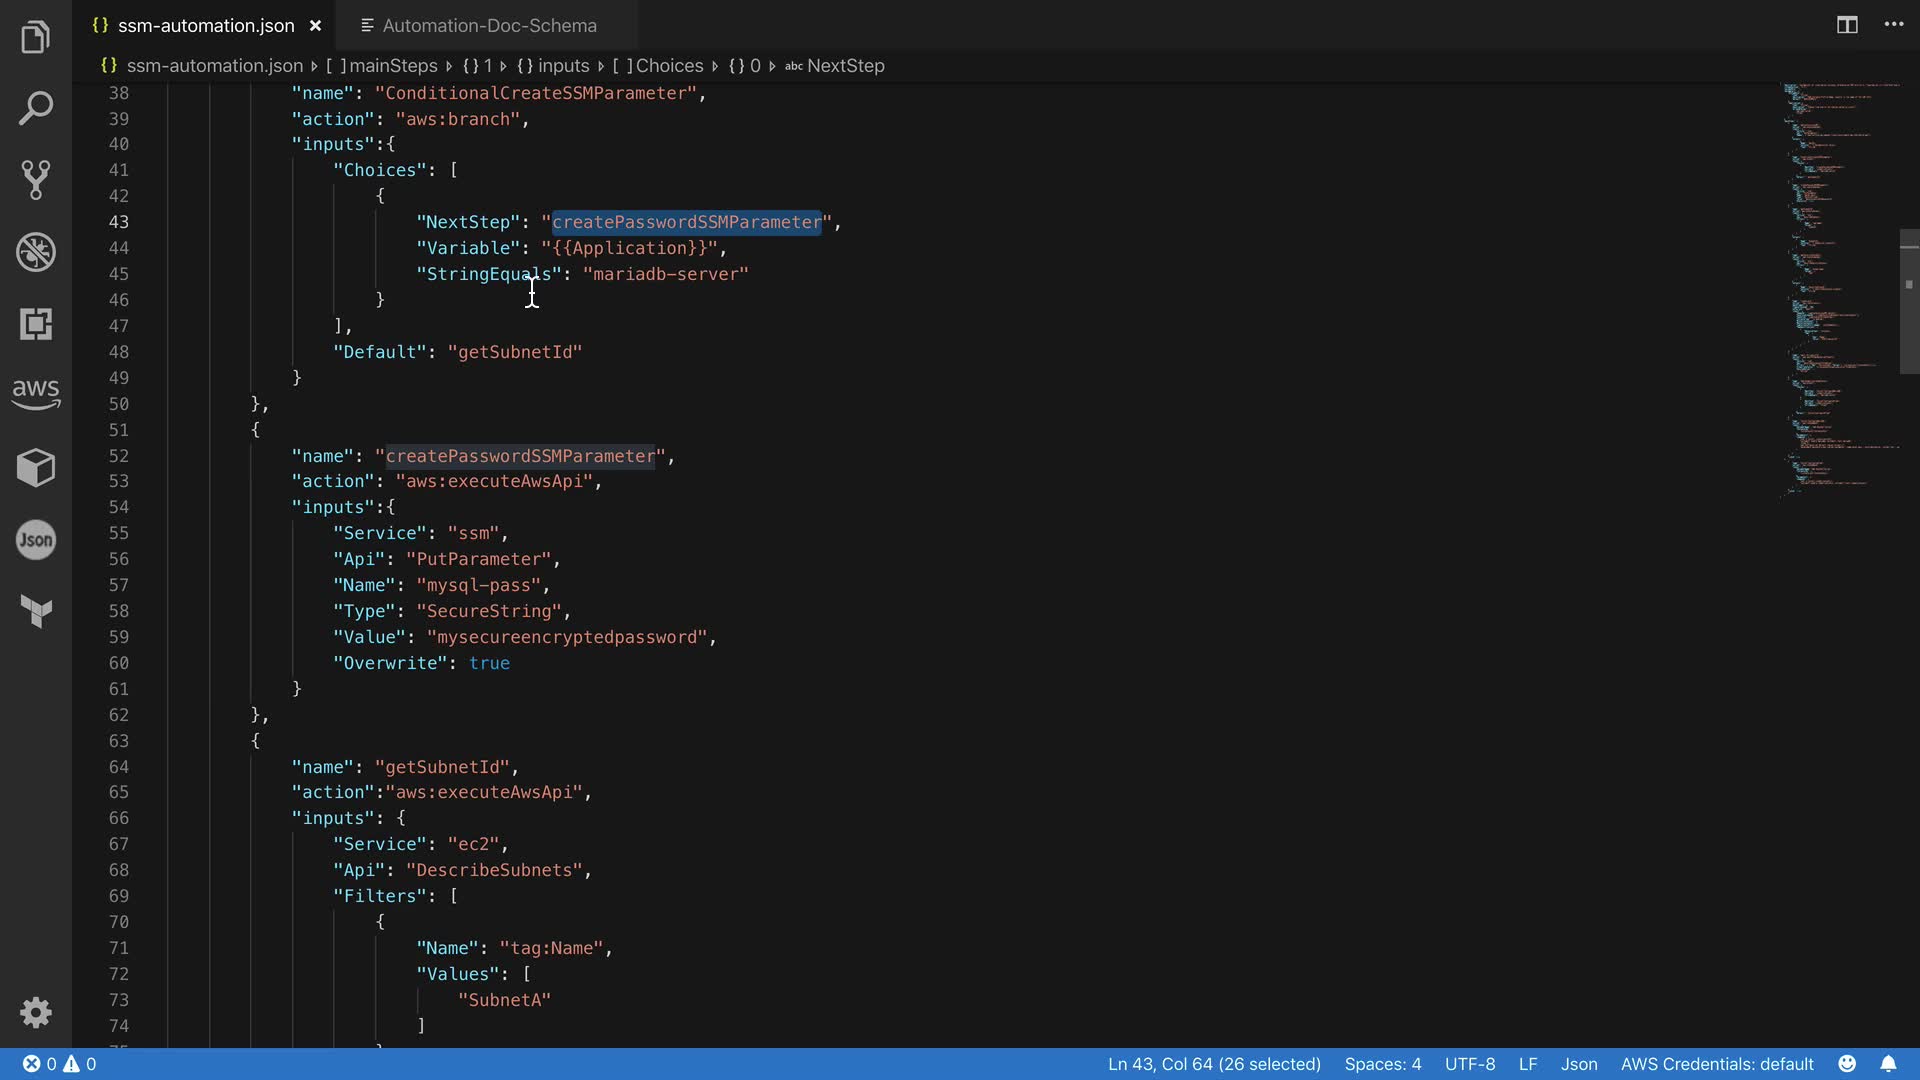 {} ssm-automation.json × Automation-Doc-Schema
{} ssm-automation.json › [ ] mainSteps › {} 1 › {} inputs › [ ] Choices › {} 0 › abc NextStep
38 "name": "ConditionalCreateSSMParameter",
39 "action": "aws:branch",
40 "inputs":{
41 "Choices": [
42 {
43 "NextStep": "createPasswordSSMParameter",
44 "Variable": "{{Application}}",
45 "StringEquals": "mariadb-server"
46 }
47 ],
48 "Default": "getSubnetId"
49 }
50 },
51 {
52 "name": "createPasswordSSMParameter",
53 "action": "aws:executeAwsApi",
54 "inputs":{
55 "Service": "ssm",
56 "Api": "PutParameter",
57 "Name": "mysql-pass",
58 "Type": "SecureString",
59 "Value": "mysecureencryptedpassword",
60 "Overwrite": true
61 }
62 },
63 {
64 "name": "getSubnetId",
65 "action":"aws:executeAwsApi",
66 "inputs": {
67 "Service": "ec2",
68 "Api": "DescribeSubnets",
69 "Filters": [
70 {
71 "Name": "tag:Name",
72 "Values": [
73 "SubnetA"
74 ]
aws
Json
0 0 Ln 43, Col 64 (26 selected) Spaces: 4 UTF-8 LF Json AWS Credentials: default